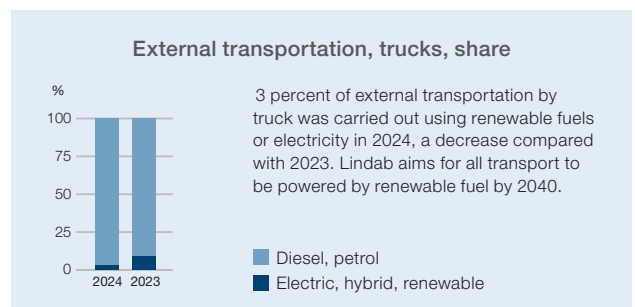 External transportation, trucks, share
%
100
75
50
25
0
2024 2023
3 percent of external transportation by
truck was carried out using renewable fuels
or electricity in 2024, a decrease compared
with 2023. Lindab aims for all transport to
be powered by renewable fuel by 2040.
Diesel, petrol
Electric, hybrid, renewable